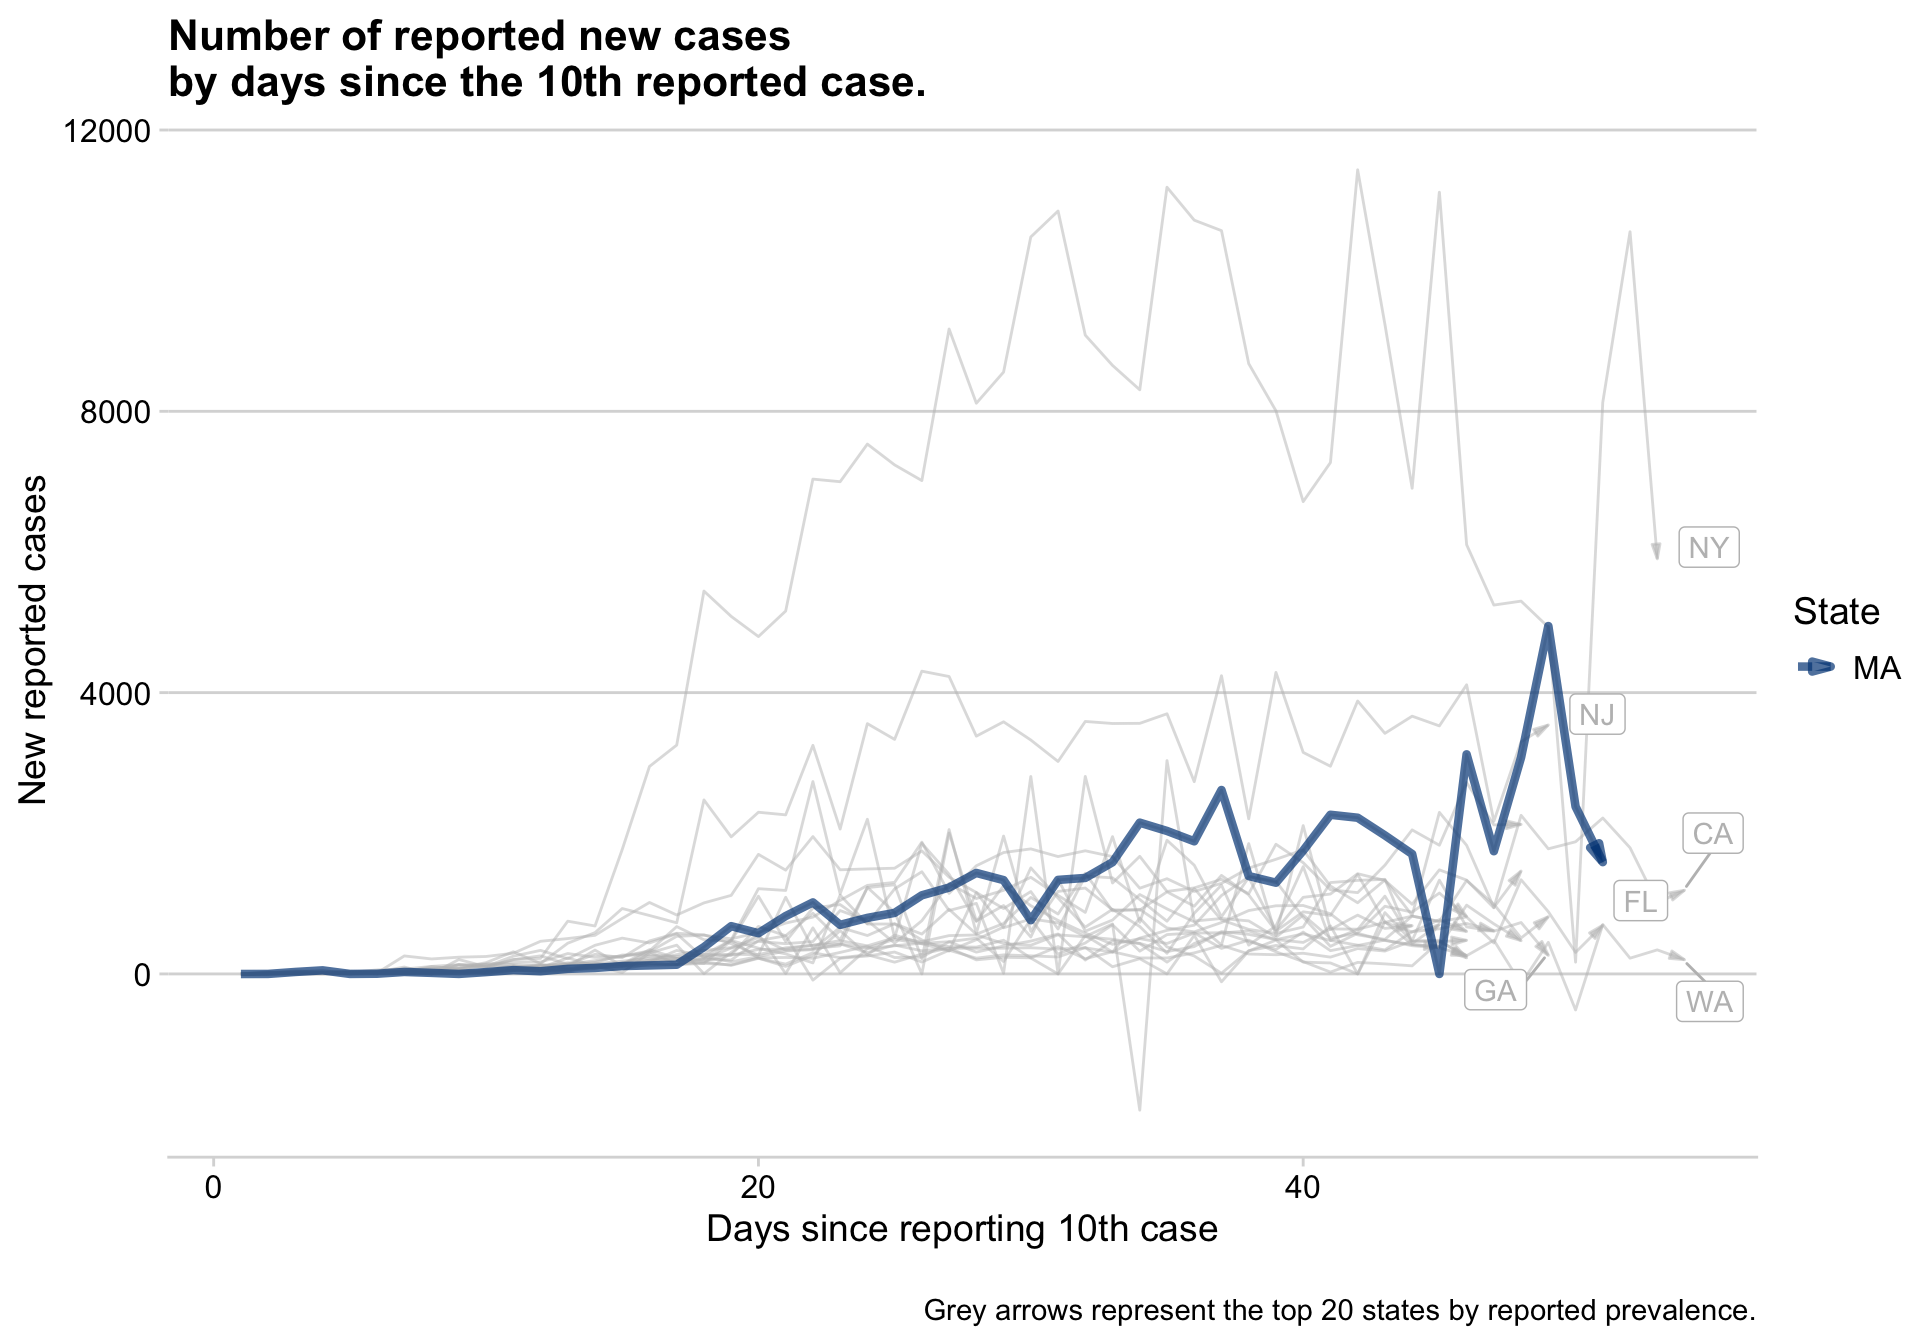 Number of reported new cases
by days since the 10th reported case.
12000
8000
4000
0
New reported cases
NY
NJ
CA
FL
GA
WA
State
MA
0
20
40
Days since reporting 10th case
Grey arrows represent the top 20 states by reported prevalence.